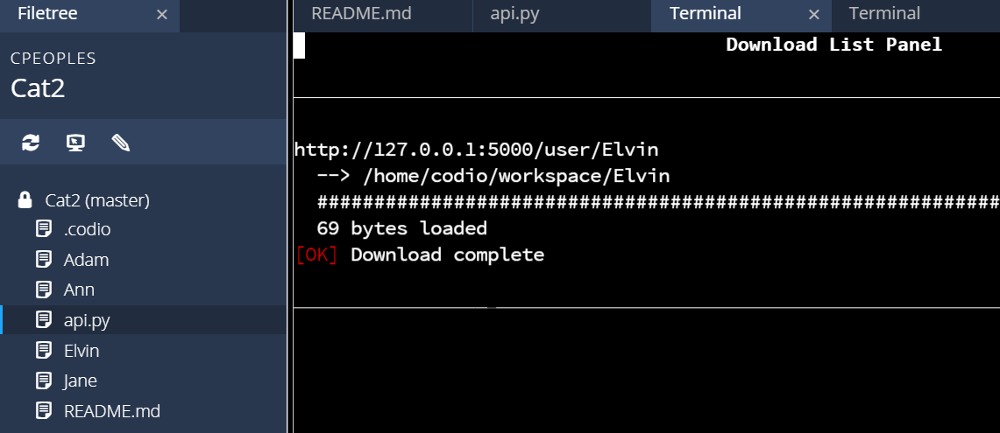 Filetree ×
README.md api.py Terminal × Terminal
CPEOPLES
Cat2
Cat2 (master)
.codio
Adam
Ann
api.py
Elvin
Jane
README.md
Download List Panel
http://127.0.0.1:5000/user/Elvin
--> /home/codio/workspace/Elvin
############################################################
69 bytes loaded
[OK] Download complete